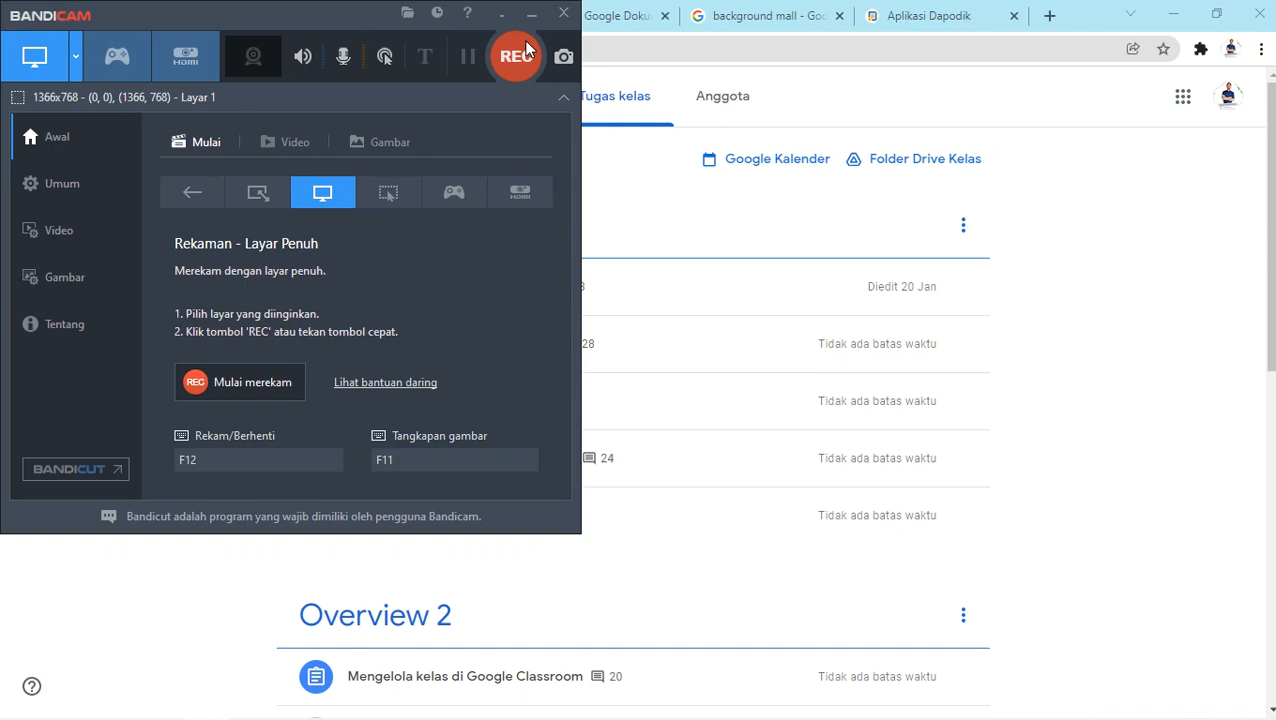 BANDICAM
Google Doku
background mall - Goo
Aplikasi Dapodik
HDMI
T
REC
1366x768 - (0, 0), (1366, 768) - Layar 1
Awal
Umum
Video
Gambar
Tentang
BANDICUT
Mulai
Video
Gambar
HDMI
Rekaman - Layar Penuh
Merekam dengan layar penuh.
1. Pilih layar yang diinginkan.
2. Klik tombol 'REC' atau tekan tombol cepat.
REC Mulai merekam
Lihat bantuan daring
Rekam/Berhenti
Tangkapan gambar
F12
F11
Bandicut adalah program yang wajib dimiliki oleh pengguna Bandicam.
Tugas kelas
Anggota
Google Kalender
Folder Drive Kelas
Diedit 20 Jan
28 Tidak ada batas waktu
Tidak ada batas waktu
24 Tidak ada batas waktu
Tidak ada batas waktu
Overview 2
Mengelola kelas di Google Classroom 20 Tidak ada batas waktu